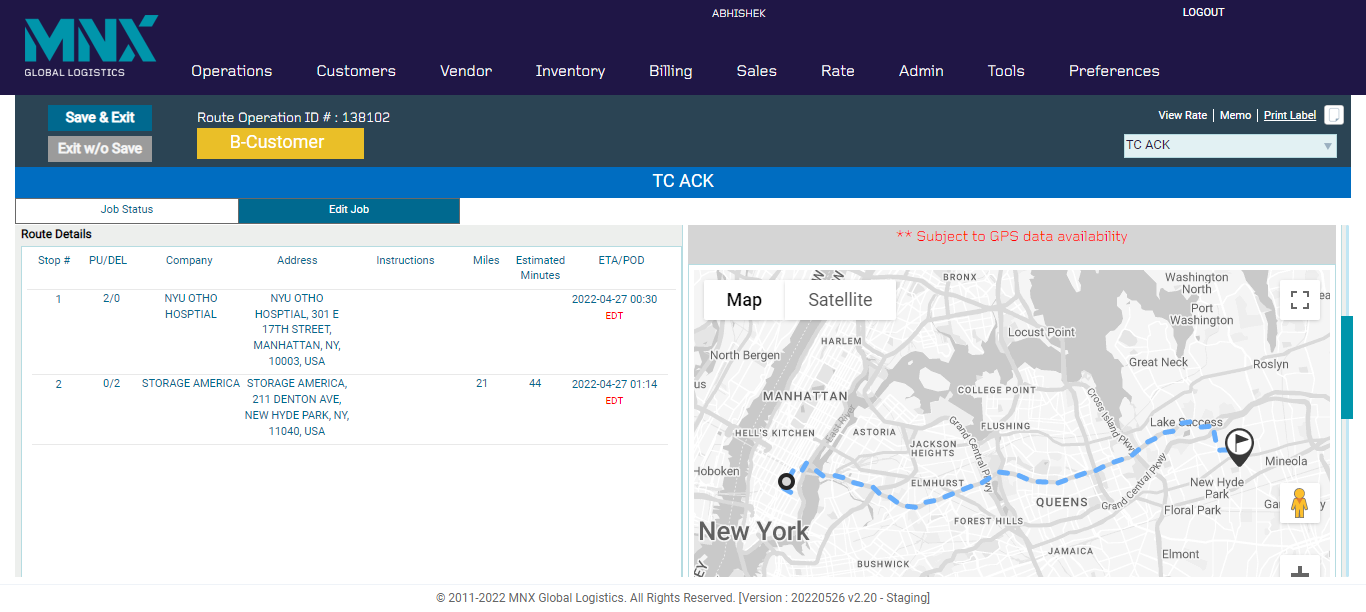 ABHISHEK
LOGOUT
MNX
GLOBAL LOGISTICS
Operations Customers Vendor Inventory Billing Sales Rate Admin Tools Preferences
Save & Exit
Exit w/o Save
Route Operation ID # : 138102
B-Customer
View Rate | Memo | Print Label
TC ACK
TC ACK
Job Status
Edit Job
Route Details
Stop # PU/DEL Company Address Instructions Miles Estimated Minutes ETA/POD
1 2/0 NYU OTHO HOSPTIAL
NYU OTHO
HOSPTIAL, 301 E
17TH STREET,
MANHATTAN, NY,
10003, USA
2022-04-27 00:30
EDT
2 0/2 STORAGE AMERICA
STORAGE AMERICA,
211 DENTON AVE,
NEW HYDE PARK, NY,
11040, USA
21 44 2022-04-27 01:14
EDT
** Subject to GPS data availability
Map
Satellite
BRONX
Washington
North
Port
Washington
Locust Point
HARLEM
North Bergen
Great Neck
Roslyn
COLLEGE POINT
MANHATTAN
East River
Cross Island Pkwy
Lake Success
HELL'S KITCHEN
ASTORIA
FLUSHING
Grand Central Pkwy
JACKSON
HEIGHTS
Hoboken
Mineola
ELMHURST
New Hyde
Park
QUEENS
Grand Central Pkwy
Floral Park
New York
FOREST HILLS
JAMAICA
Elmont
BUSHWICK
© 2011-2022 MNX Global Logistics. All Rights Reserved. [Version : 20220526 v2.20 - Staging]